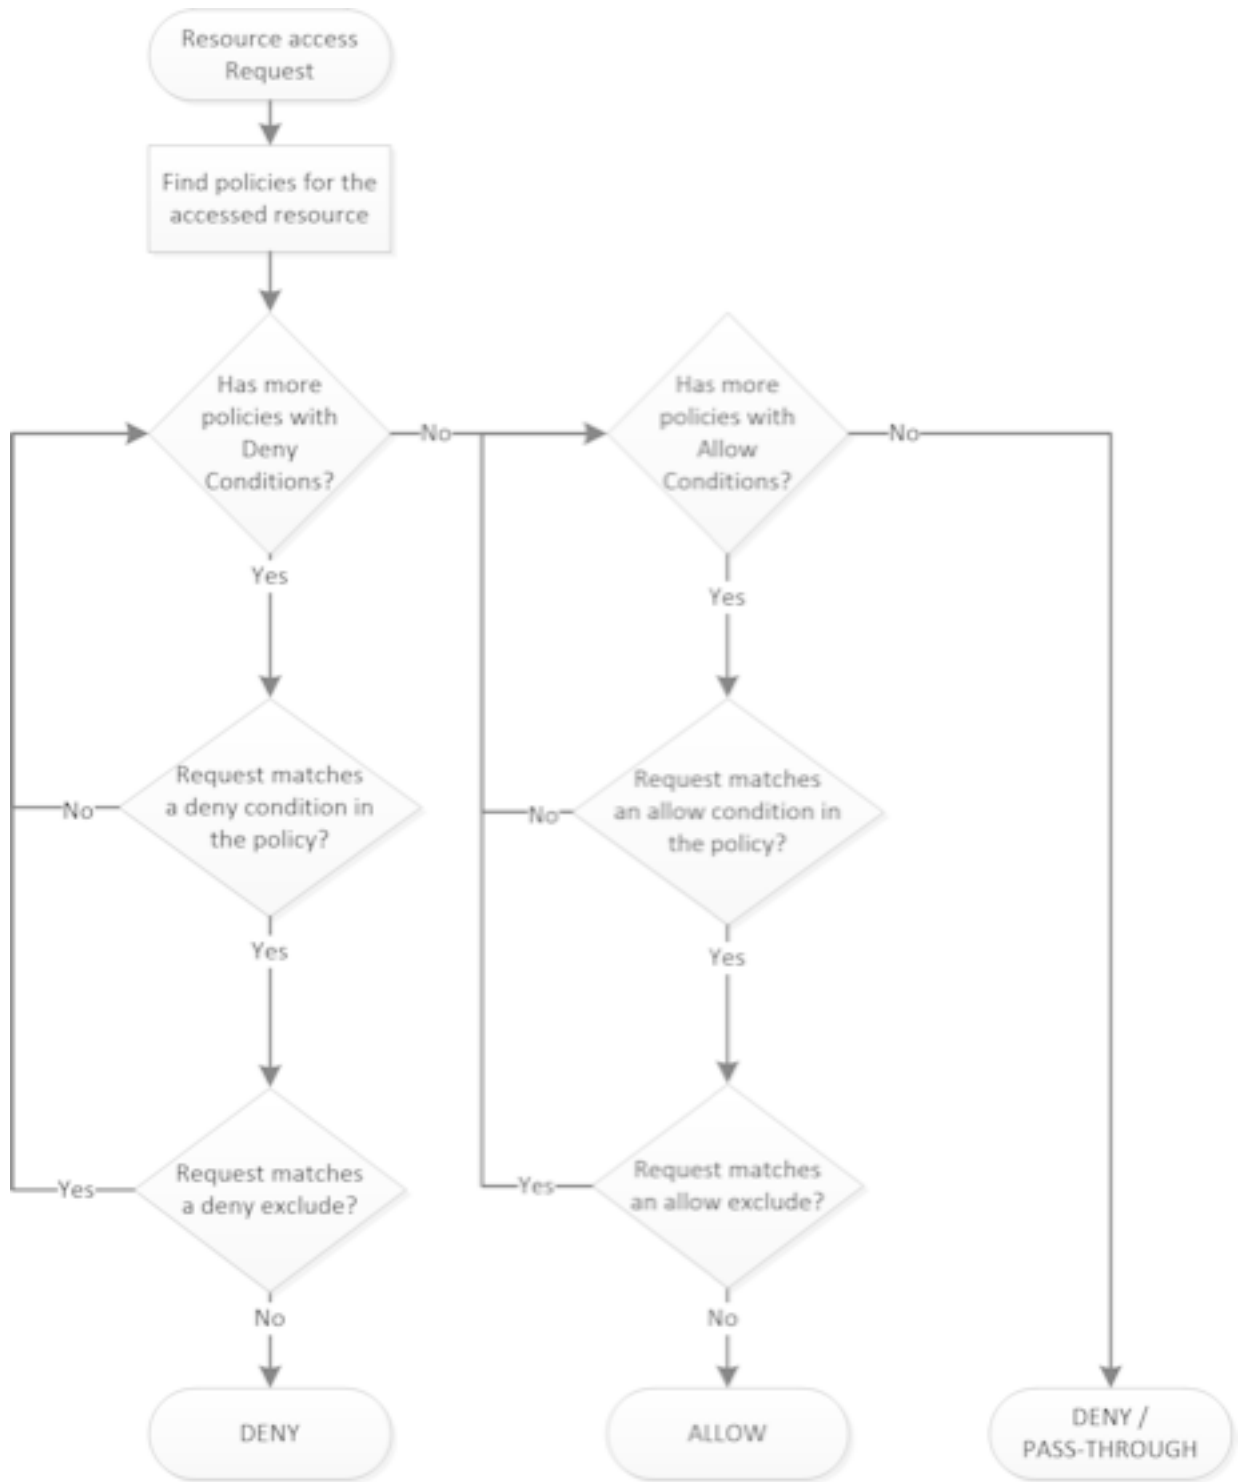 Resource access
Request
Find policies for the
accessed resource
Has more
policies with
Deny
Conditions?
No
Has more
policies with
Allow
Conditions?
No
Yes
Yes
Request matches
a deny condition in
the policy?
No
Request matches
an allow condition in
the policy?
No
Yes
Yes
Request matches
a deny exclude?
Yes
Request matches
an allow exclude?
Yes
No
No
DENY
ALLOW
DENY /
PASS-THROUGH